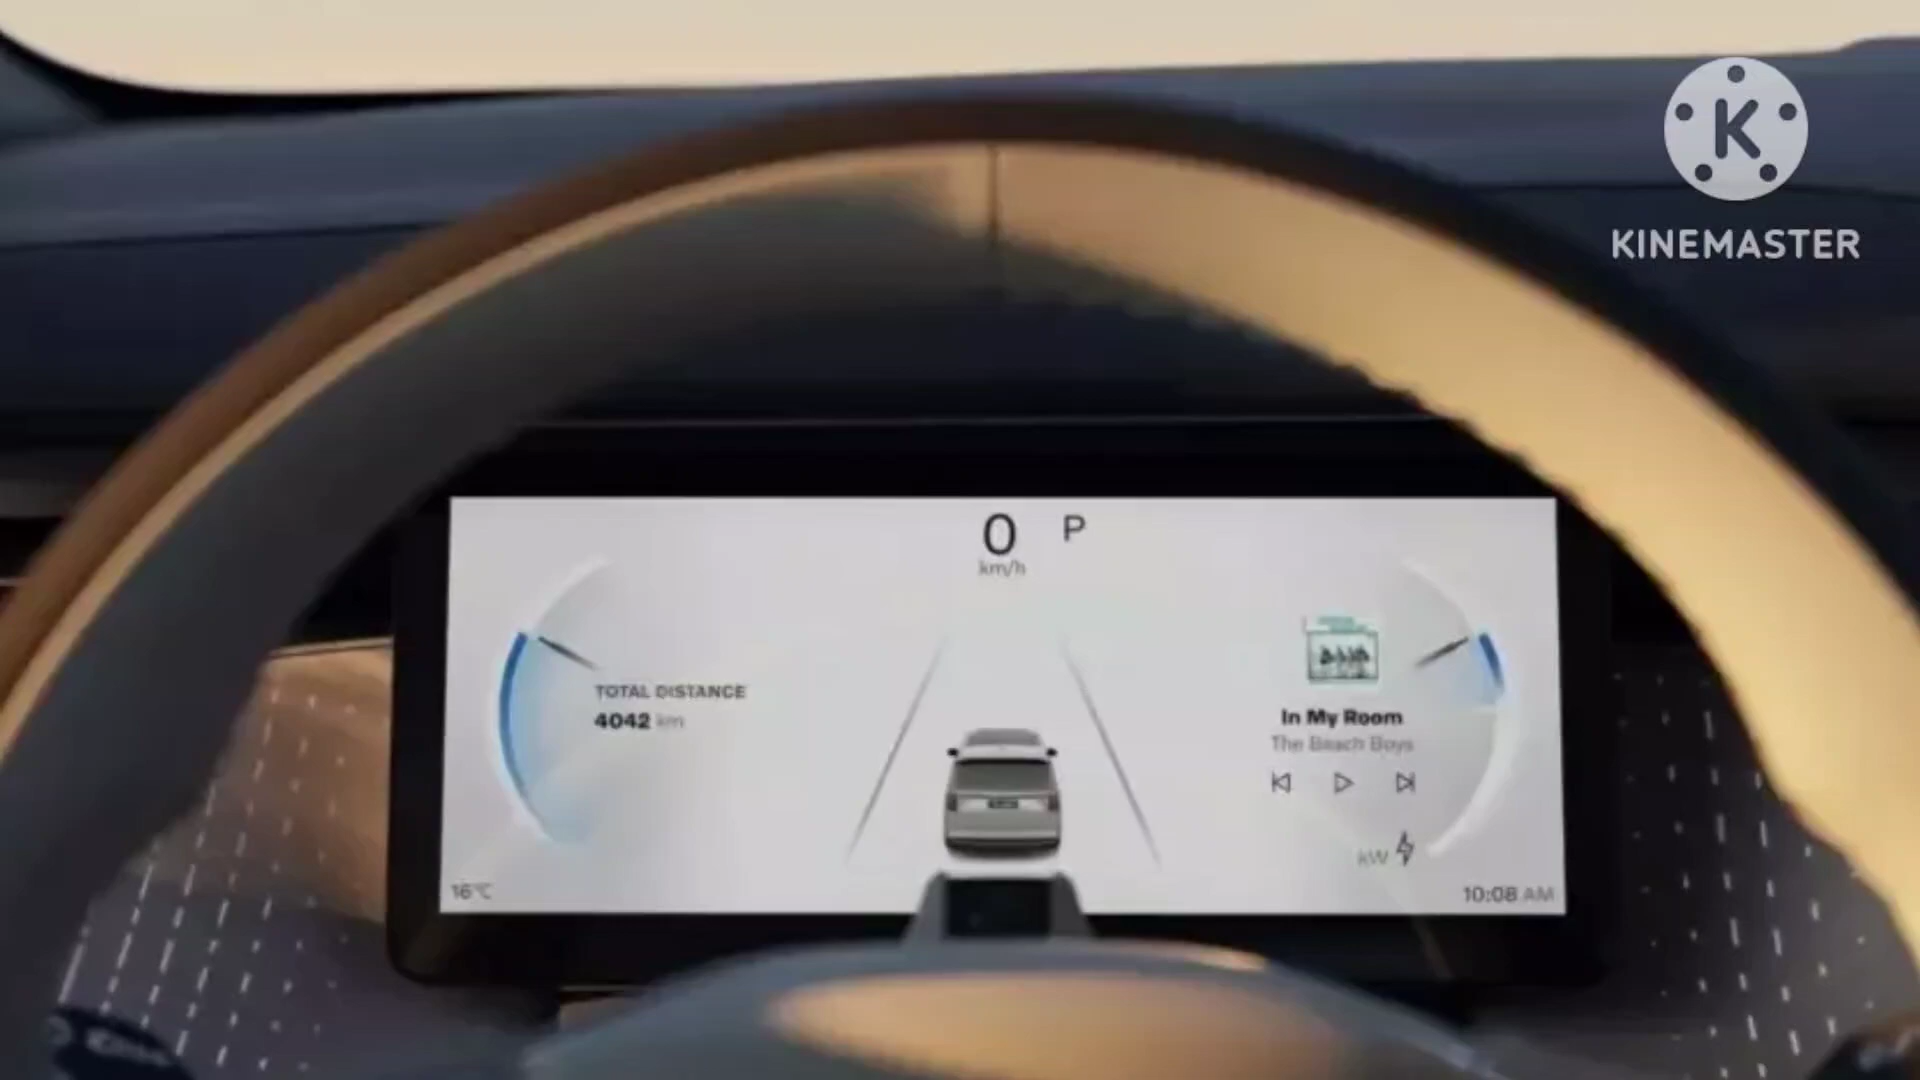 K
KINEMASTER
0 P
km/h
TOTAL DISTANCE
4042 km
In My Room
The Beach Boys
kW
16°C
10:08 AM